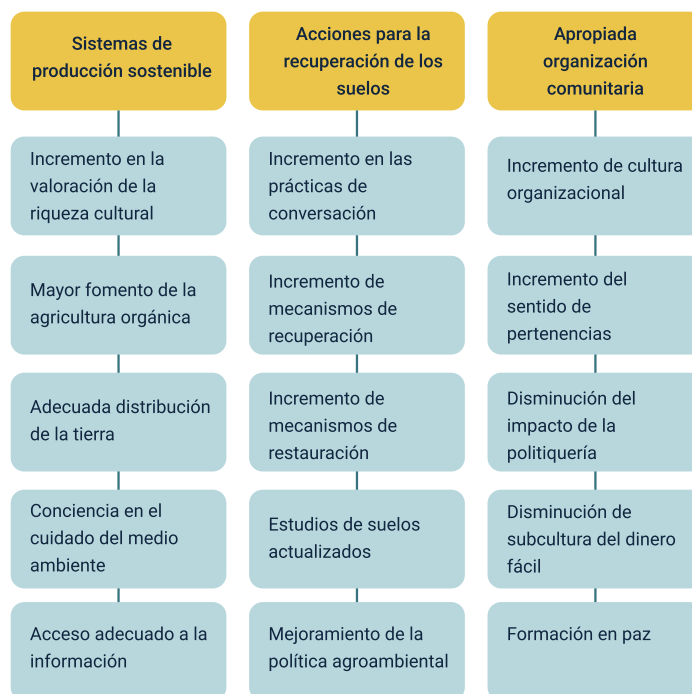 Sistemas de
producción sostenible
Incremento en la
valoración de la
riqueza cultural
Mayor fomento de la
agricultura orgánica
Adecuada distribución
de la tierra
Conciencia en el
cuidado del medio
ambiente
Acceso adecuado a la
información
Acciones para la
recuperación de los
suelos
Incremento en las
prácticas de
conversación
Incremento de
mecanismos de
recuperación
Incremento de
mecanismos de
restauración
Estudios de suelos
actualizados
Mejoramiento de la
política agroambiental
Apropiada
organización
comunitaria
Incremento de cultura
organizacional
Incremento del
sentido de
pertenencias
Disminución del
impacto de la
politiquería
Disminución de
subcultura del dinero
fácil
Formación en paz